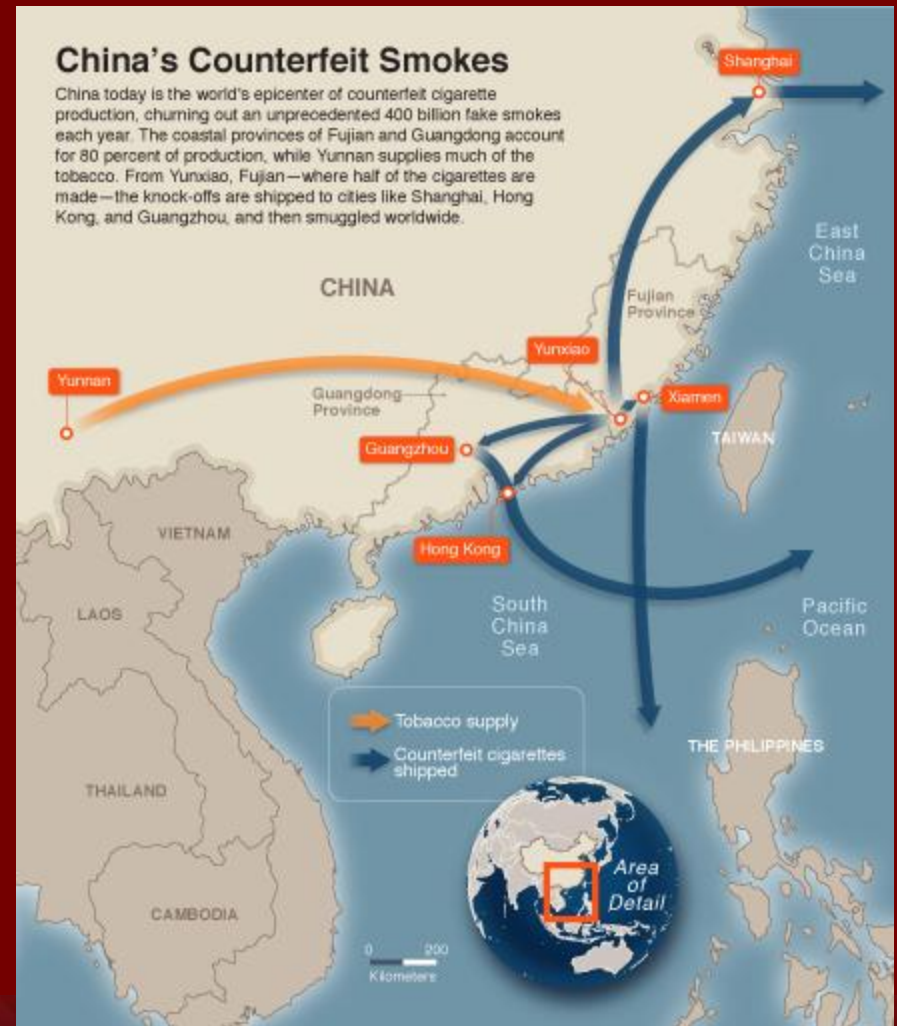 China's Counterfeit Smokes
China today is the world's epicenter of counterfeit cigarette
production, churning out an unprecedented 400 billion fake smokes
each year. The coastal provinces of Fujian and Guangdong account
for 80 percent of production, while Yunnan supplies much of the
tobacco. From Yunxiao, Fujian—where half of the cigarettes are
made—the knock-offs are shipped to cities like Shanghai, Hong
Kong, and Guangzhou, and then smuggled worldwide.
Shanghai
East
China
Sea
CHINA
Fujian
Province
Yunxiao
Yunnan
Guangdong
Province
Xiamen
TAIWAN
Guangzhou
VIETNAM
Hong Kong
LAOS
South
China
Sea
Pacific
Ocean
Tobacco supply
Counterfeit cigarettes
shipped
THE PHILIPPINES
THAILAND
Area
of
Detail
CAMBODIA
0 200
Kilometers